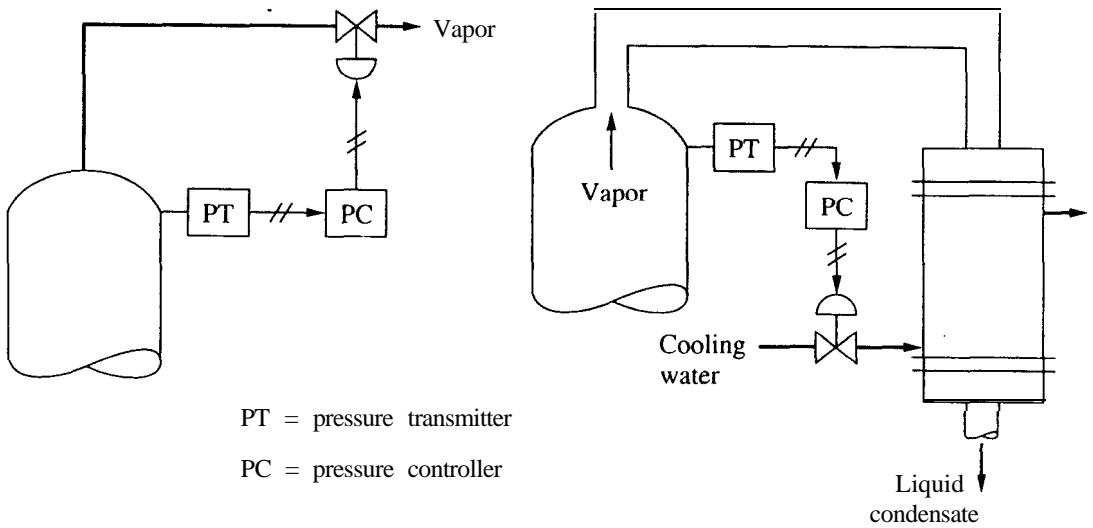 Vapor
PT
PC
PT = pressure transmitter
PC = pressure controller
Vapor
PT
PC
Cooling
water
Liquid
condensate